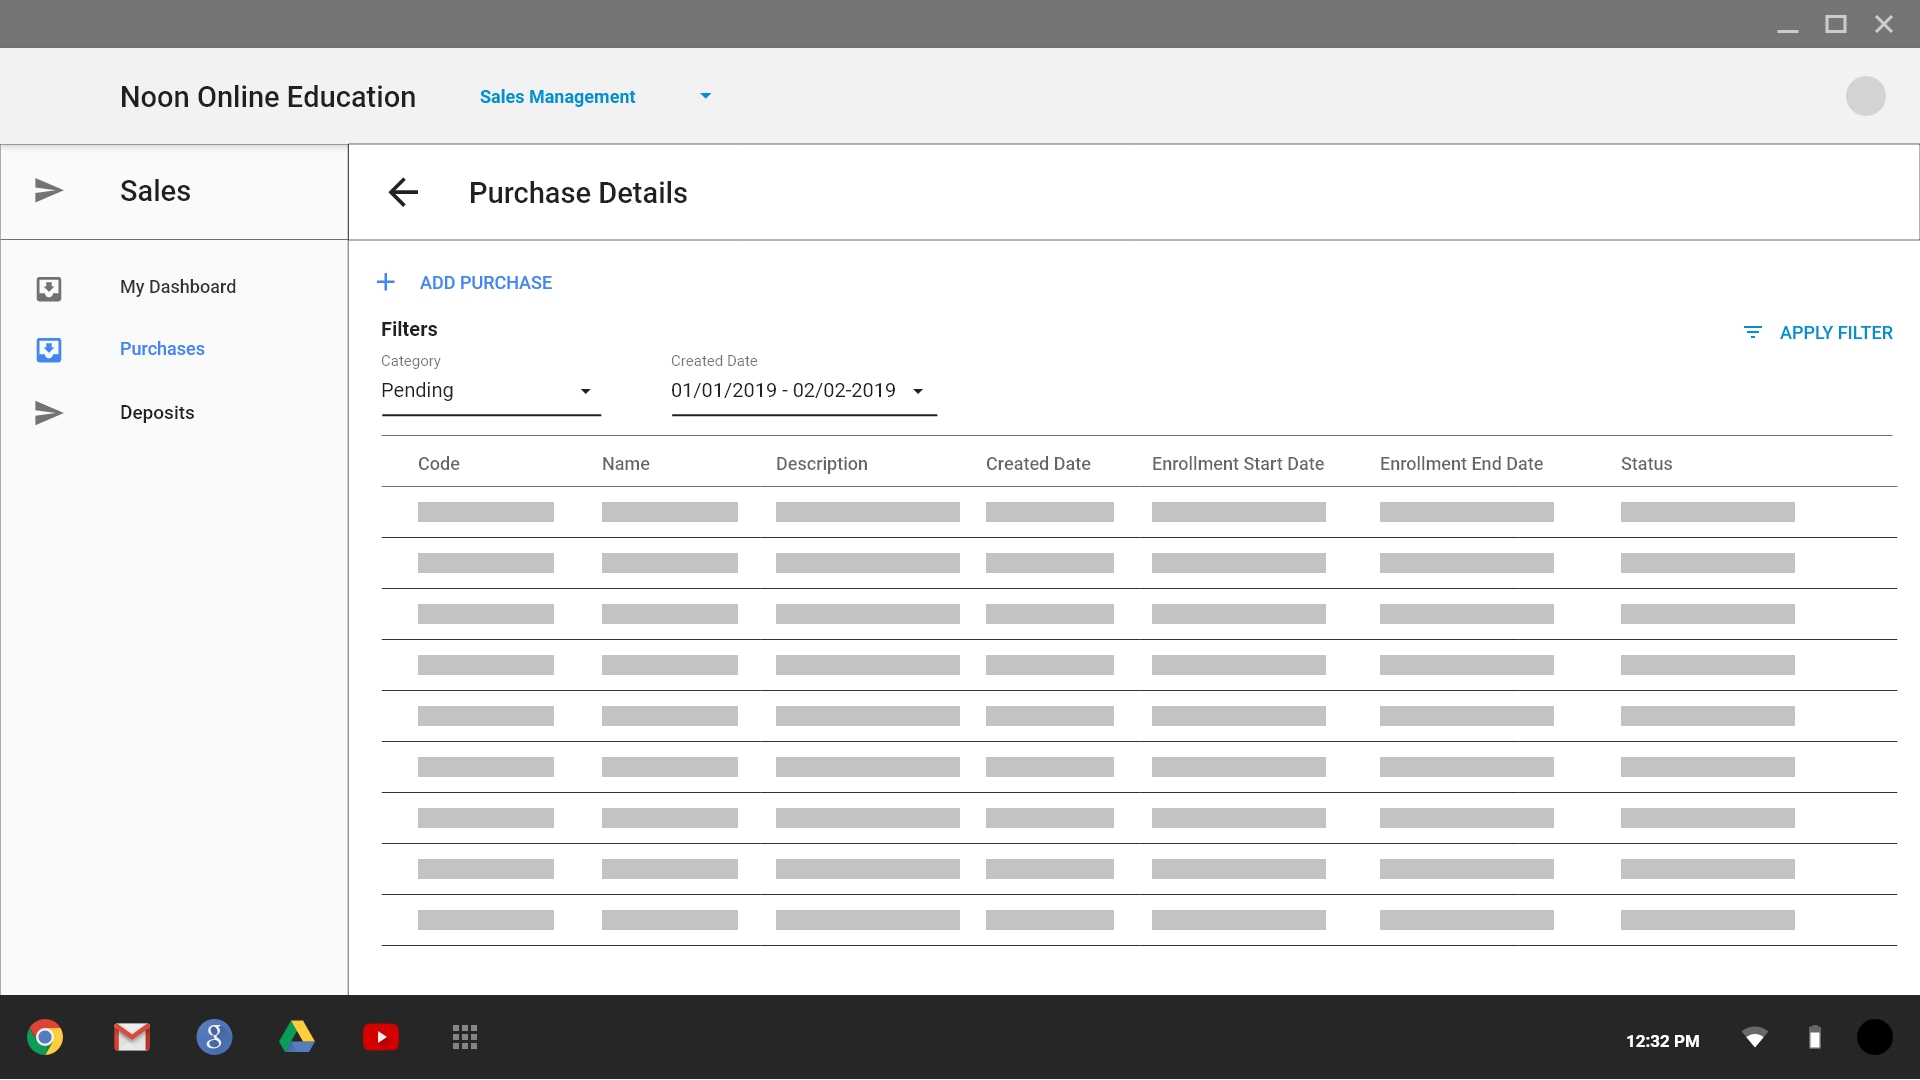 Noon Online Education
Sales Management
Sales
Purchase Details
My Dashboard
Purchases
Deposits
ADD PURCHASE
Filters
APPLY FILTER
Category
Created Date
Pending
01/01/2019 - 02/02-2019
Code
Name
Description
Created Date
Enrollment Start Date
Enrollment End Date
Status
g
12:32 PM